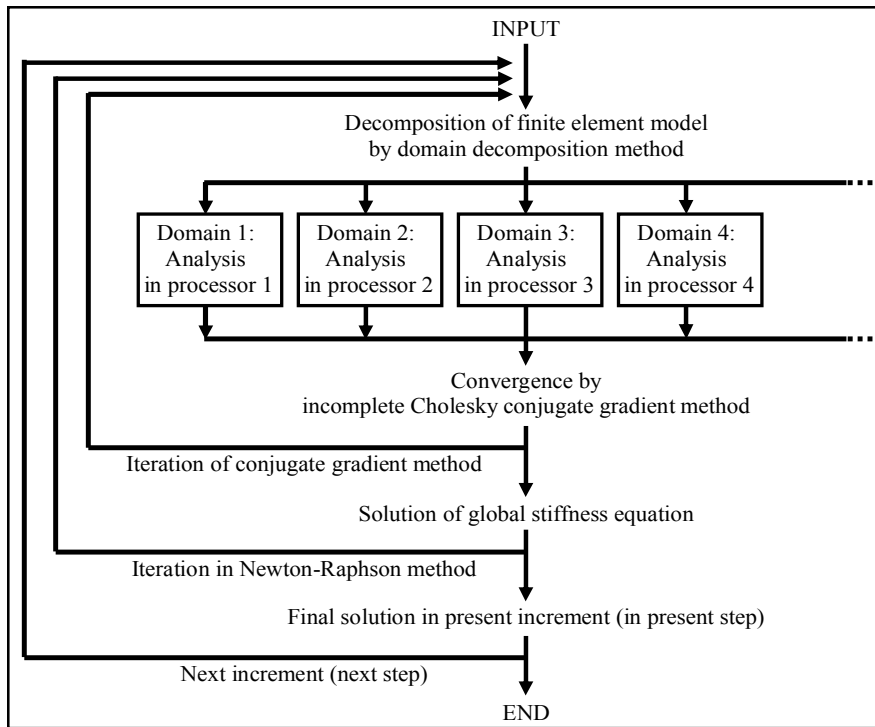 INPUT
Decomposition of finite element model
by domain decomposition method
Domain 1:
Analysis
in processor 1
Domain 2:
Analysis
in processor 2
Domain 3:
Analysis
in processor 3
Domain 4:
Analysis
in processor 4
Convergence by
incomplete Cholesky conjugate gradient method
Iteration of conjugate gradient method
Solution of global stiffness equation
Iteration in Newton-Raphson method
Final solution in present increment (in present step)
Next increment (next step)
END